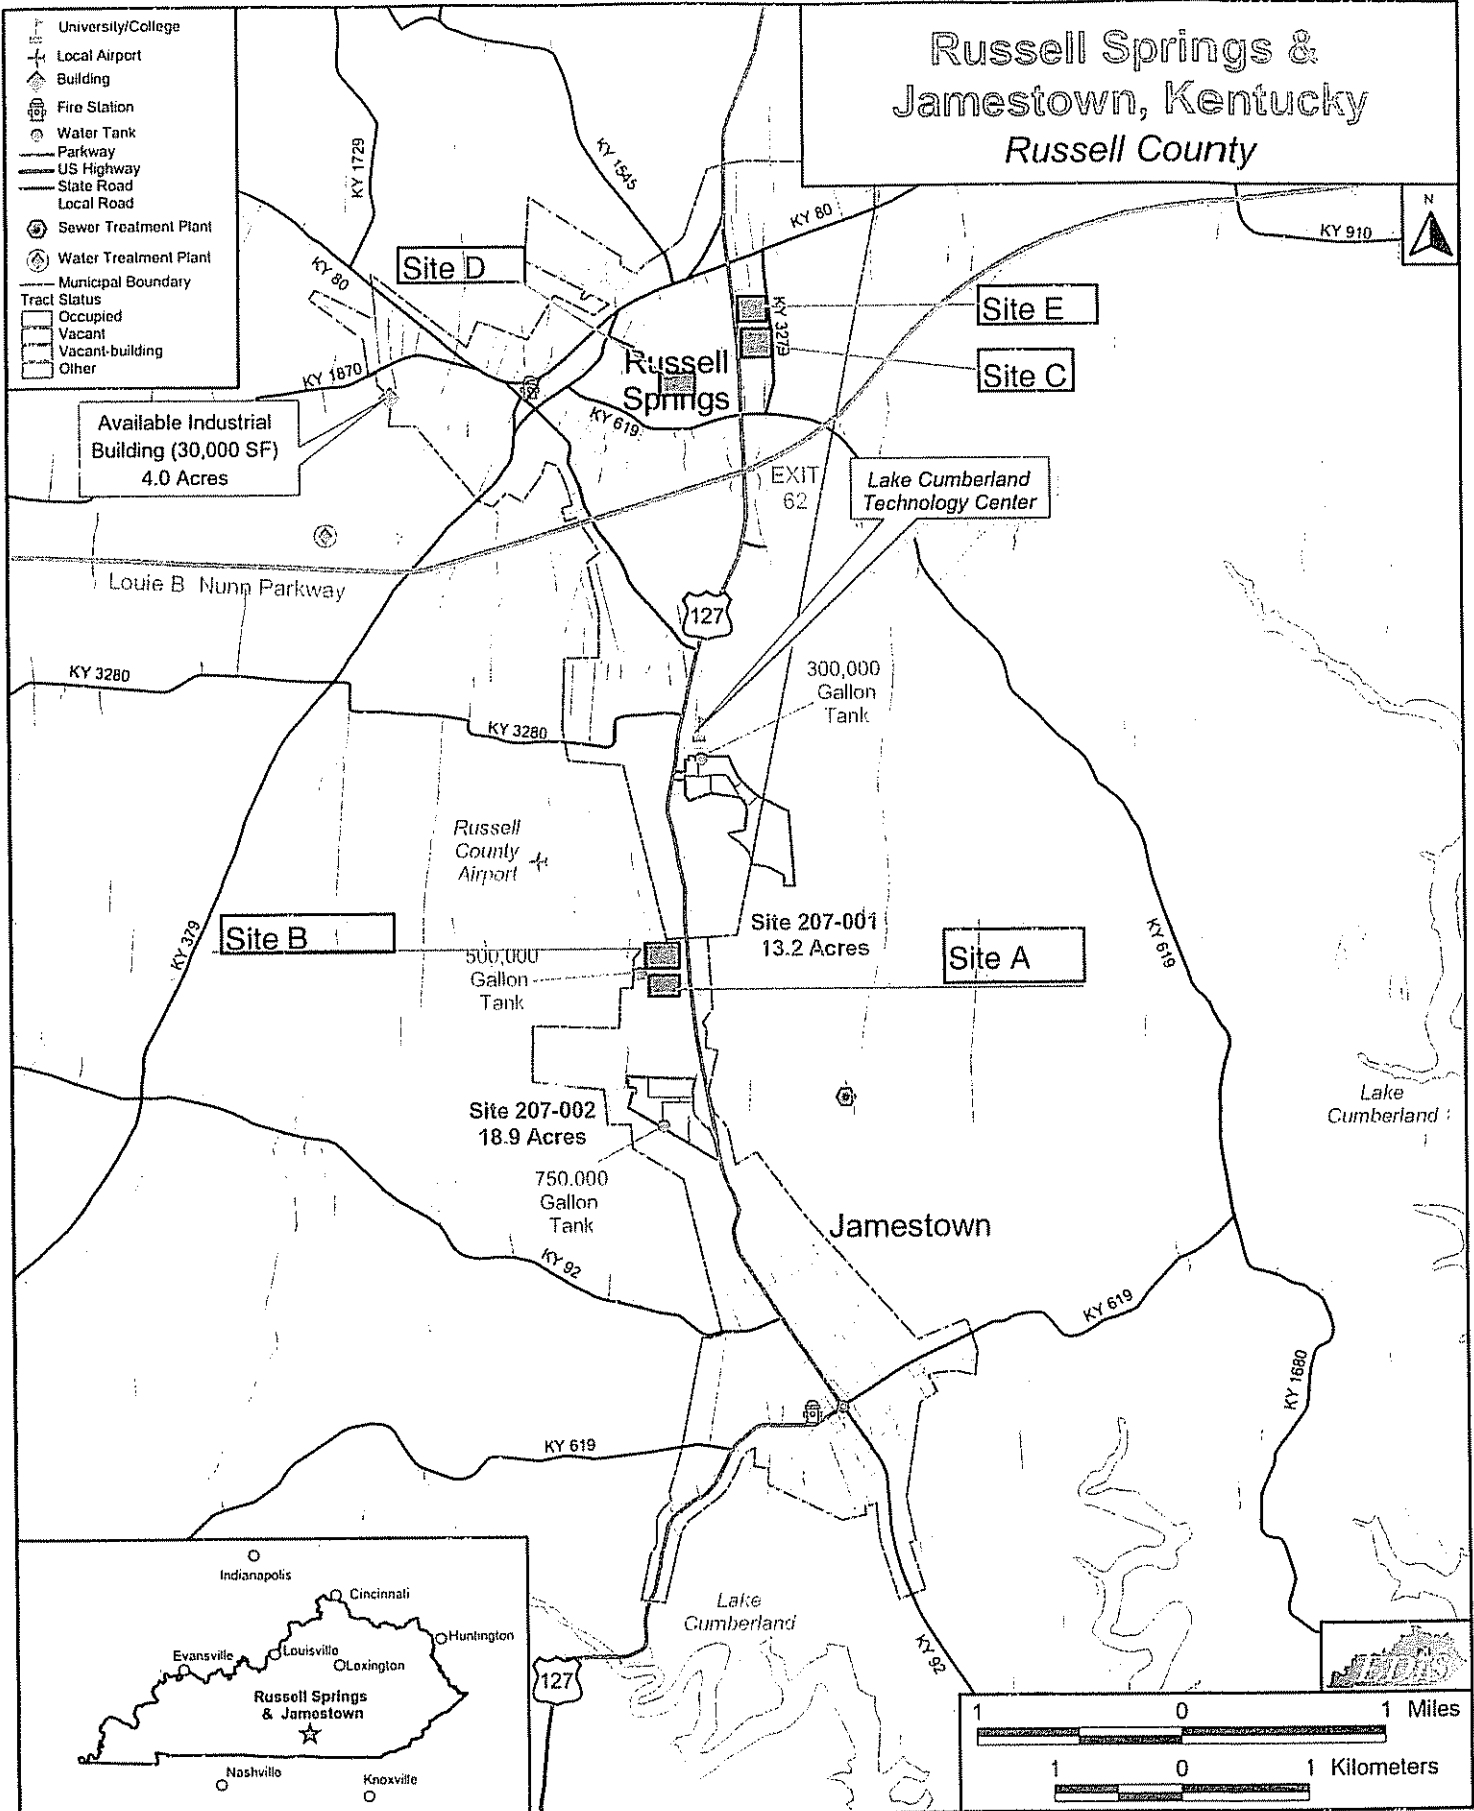 University/College
Local Airport
Building
Fire Station
Water Tank
Parkway
US Highway
State Road
Local Road
Sewer Treatment Plant
Water Treatment Plant
Municipal Boundary
Tract Status
Occupied
Vacant
Vacant-building
Other
Russell Springs &
Jamestown, Kentucky
Russell County
N
KY 1729
KY 1545
KY 80
KY 910
KY 80
Site D
Site E
KY 3279
Site C
Russell
Springs
KY 1870
KY 619
Available Industrial
Building (30,000 SF)
4.0 Acres
EXIT
62
Lake Cumberland
Technology Center
Louie B Nunn Parkway
127
KY 3280
KY 3280
300,000
Gallon
Tank
Russell
County
Airport
KY 379
Site B
500,000
Gallon
Tank
Site 207-001
13.2 Acres
Site A
KY 619
Lake
Cumberland
Site 207-002
18.9 Acres
750.000
Gallon
Tank
Jamestown
KY 92
KY 619
KY 1680
KY 619
Lake
Cumberland
KY 92
127
Indianapolis
Cincinnati
Huntington
Evansville
Louisville
Lexington
Russell Springs
& Jamestown
Nashville
Knoxville
1 0 1 Miles
1 0 1 Kilometers